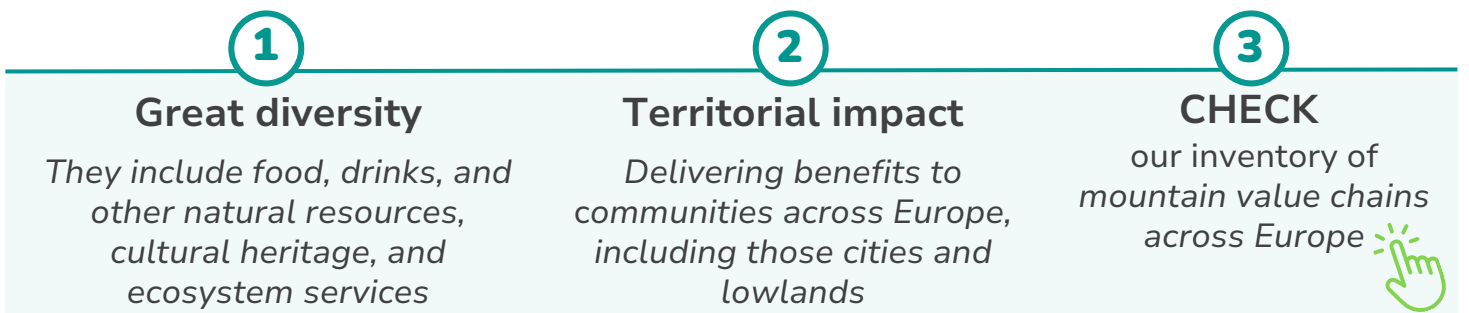 1
Great diversity
They include food, drinks, and
other natural resources,
cultural heritage, and
ecosystem services
2
Territorial impact
Delivering benefits to
communities across Europe,
including those cities and
lowlands
3
CHECK
our inventory of
mountain value chains
across Europe